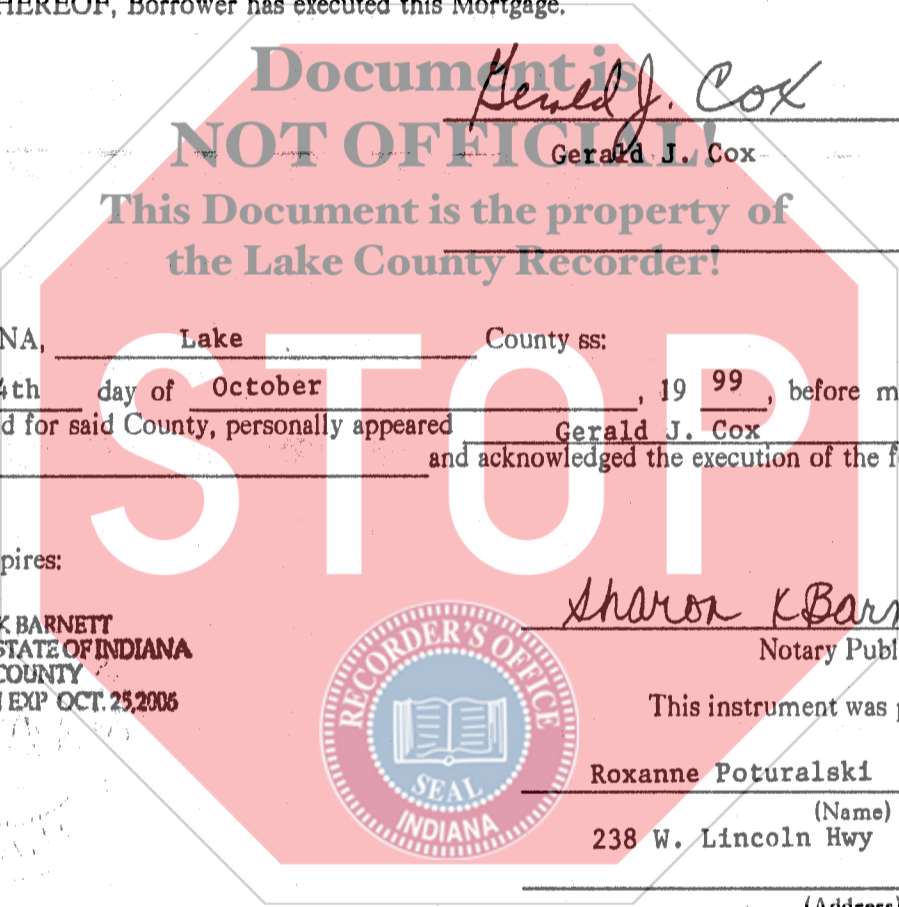 HEREOF, Borrower has executed this Mortgage.
Document is
NOT OFFICIAL!
This Document is the property of
the Lake County Recorder!
Gerald J. Cox
Gerald J. Cox
NA, Lake County ss:
4th day of October, 19 99, before m
d for said County, personally appeared Gerald J. Cox
and acknowledged the execution of the f
STOP
pires:
K BARNETT
STATE OF INDIANA
COUNTY
EXP OCT. 25, 2006
Sharon K Barn
Notary Publ
This instrument was p
Roxanne Poturalski
(Name)
238 W. Lincoln Hwy
(Address)
RECORDER'S OFFICE
SEAL
INDIANA